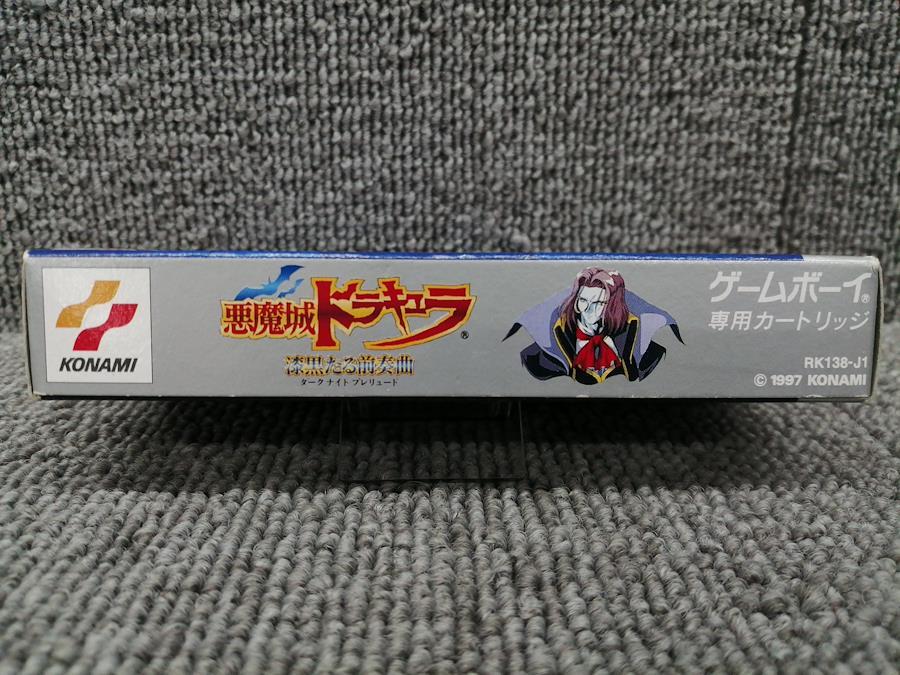 KONAMI
悪魔城ドラキュラ®
漆黒たる前奏曲
ダークナイトプレリュード
ゲームボーイ®
専用カートリッジ
RK138-J1
© 1997 KONAMI